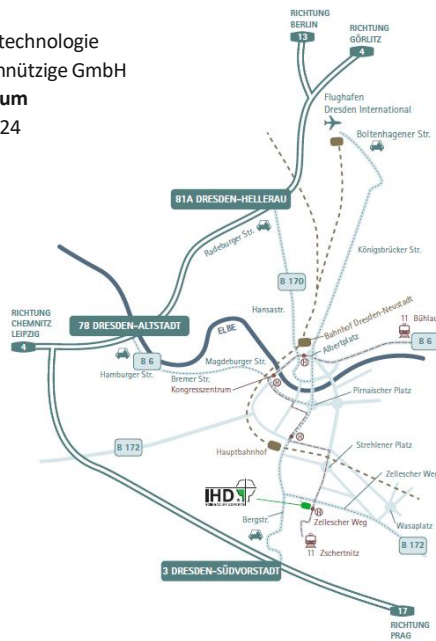 technologie
nnützige GmbH
um
24
RICHTUNG
BERLIN
13
RICHTUNG
GÖRLITZ
4
Flughafen
Dresden International
Boltenhagener Str.
81A DRESDEN-HELLERAU
Radeburger Str.
Königsbrücker Str.
B 170
Hansastr.
RICHTUNG
CHEMNITZ
LEIPZIG
4
78 DRESDEN-ALTSTADT
ELBE
Bahnhof Dresden-Neustadt
Albertplatz
11 Bühlau
B 6
B 6
Hamburger Str.
Magdeburger Str.
Bremer Str.
Kongresszentrum
Pirnaischer Platz
B 172
Hauptbahnhof
Strehlener Platz
Zellescher Weg
IHD
Bergstr.
Zellescher Weg
Wasaplatz
11 Zschertnitz
B 172
3 DRESDEN-SÜDVORSTADT
17
RICHTUNG
PRAG